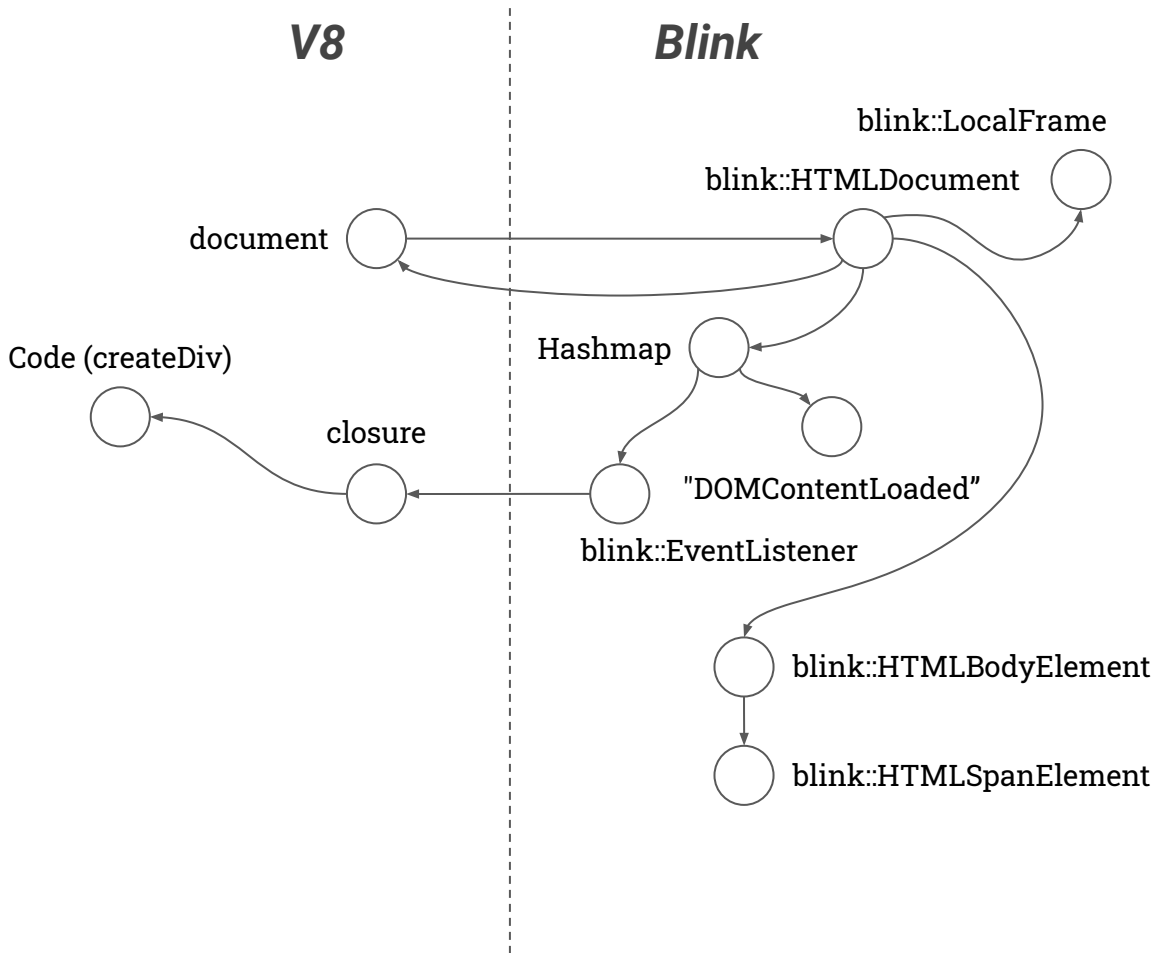 V8
Blink
blink::LocalFrame
blink::HTMLDocument
document
Hashmap
Code (createDiv)
closure
"DOMContentLoaded”
blink::EventListener
blink::HTMLBodyElement
blink::HTMLSpanElement